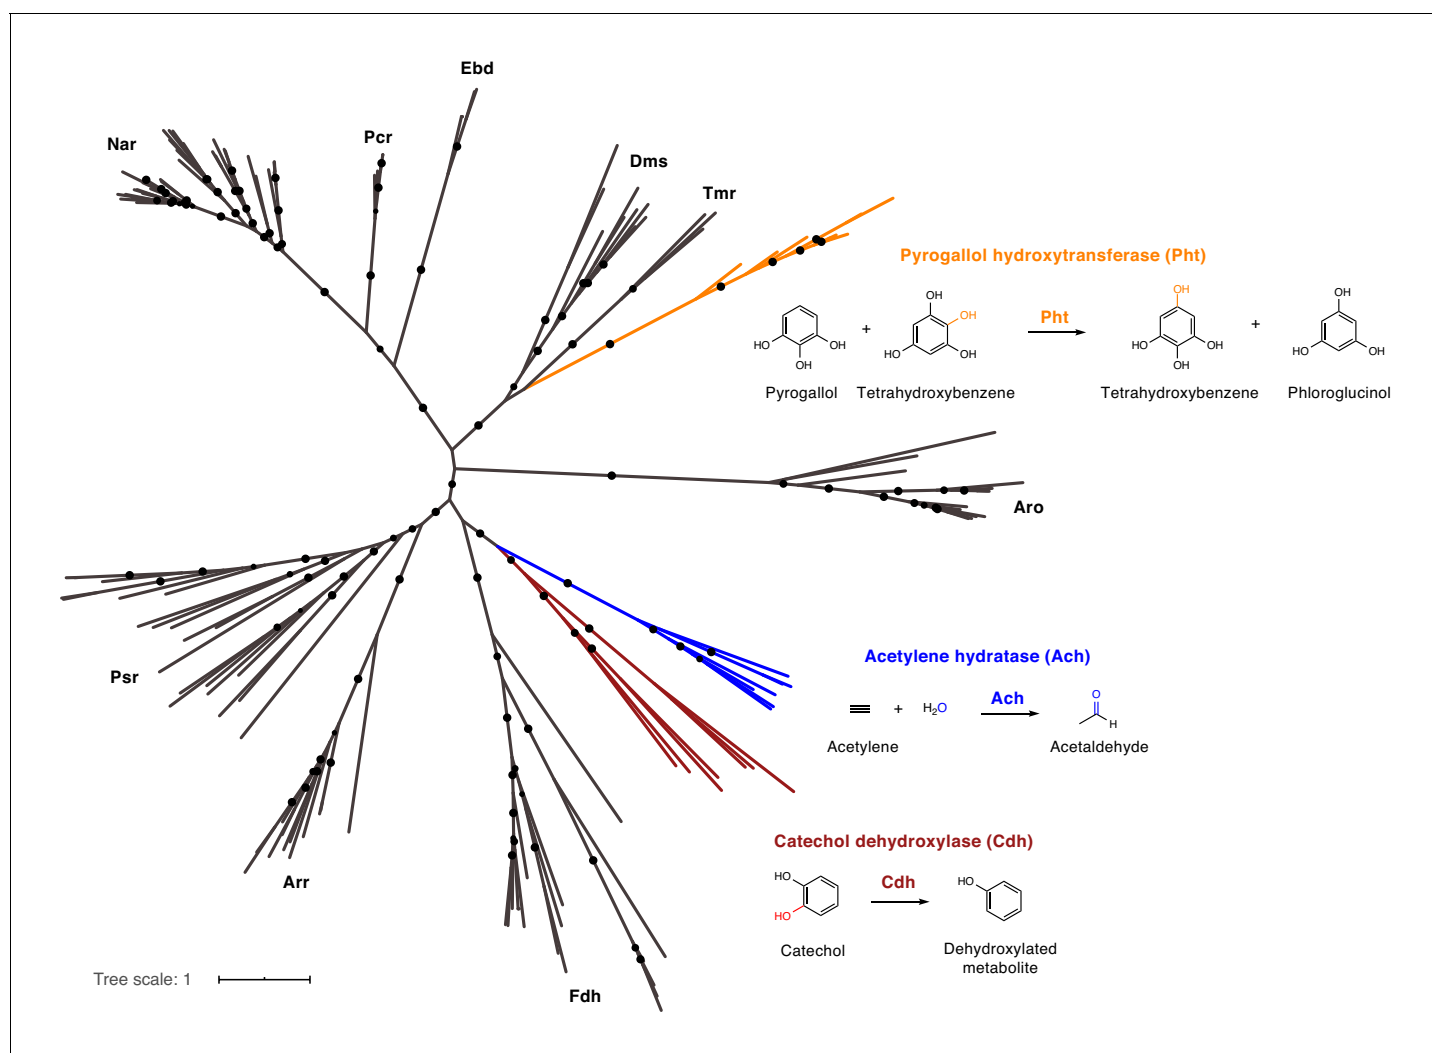 Ebd
Nar
Pcr
Dms
Tmr
Pyrogallol hydroxytransferase (Pht)
OH
HO
OH
OH
+
OH
OH
HO
OH
Pht
OH
HO
OH
OH
+
OH
HO
OH
Pyrogallol
Tetrahydroxybenzene
Tetrahydroxybenzene
Phloroglucinol
Aro
Psr
Acetylene hydratase (Ach)
+
H2O
Ach
O
H
Acetylene
Acetaldehyde
Catechol dehydroxylase (Cdh)
HO
HO
Cdh
HO
Catechol
Dehydroxylated
metabolite
Arr
Fdh
Tree scale: 1